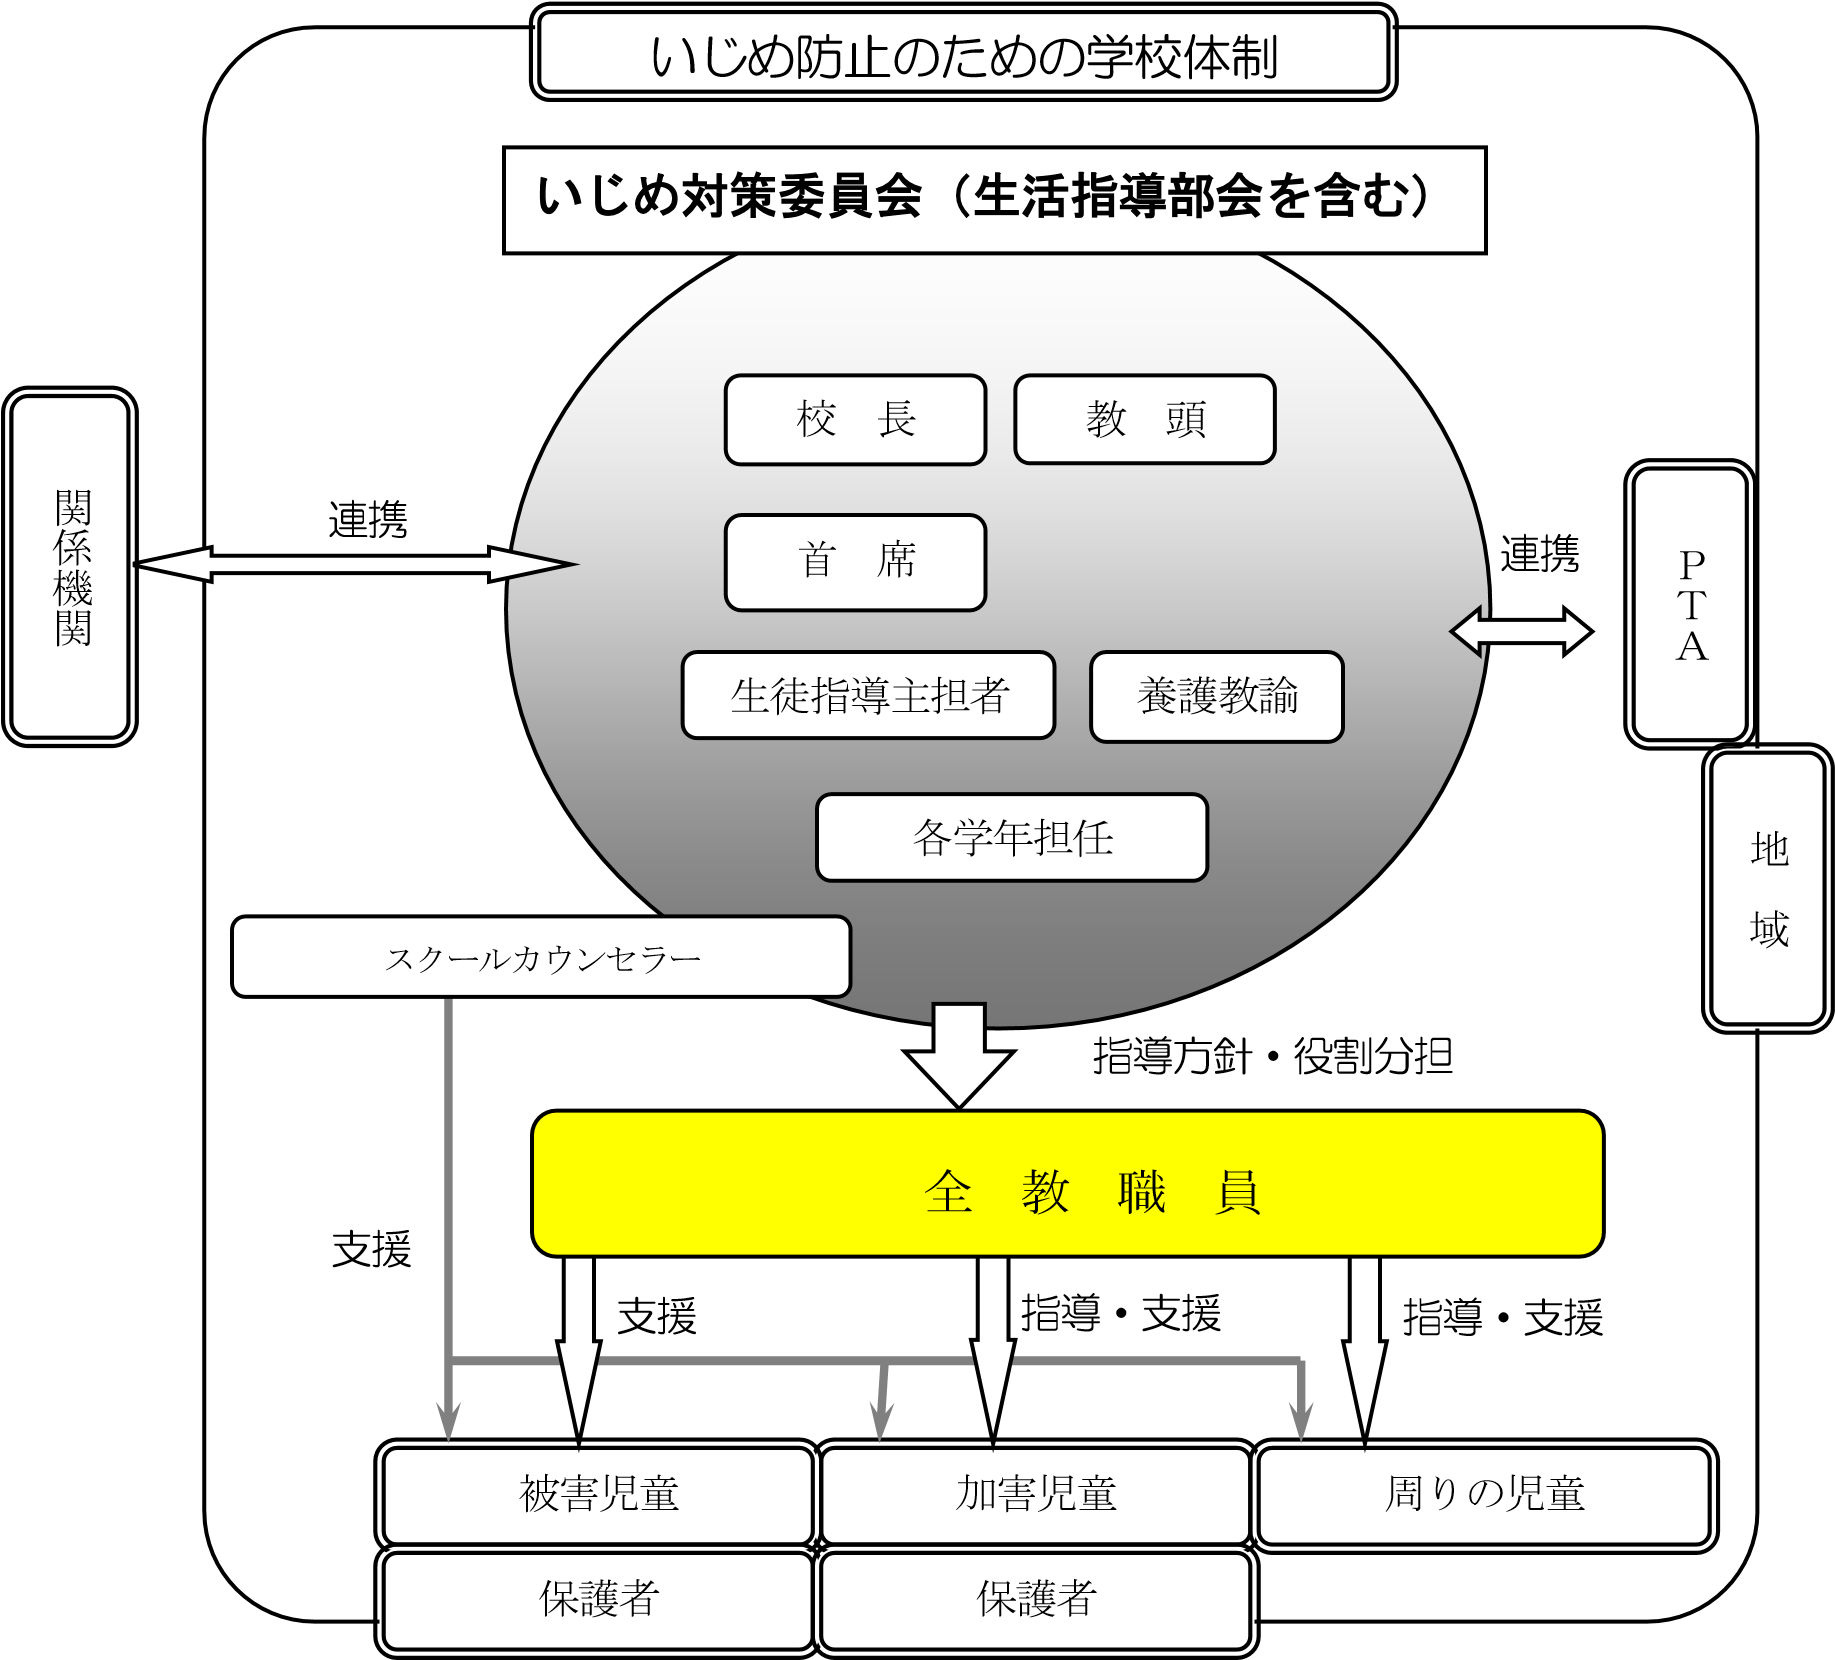 いじめ防止のための学校体制
いじめ対策委員会（生活指導部会を含む）
校　長
教　頭
首　席
生徒指導主担者
養護教諭
各学年担任
スクールカウンセラー
関係機関
連携
連携
ＰＴＡ
地　域
指導方針・役割分担
全　教　職　員
支援
支援
指導・支援
指導・支援
被害児童
加害児童
周りの児童
保護者
保護者